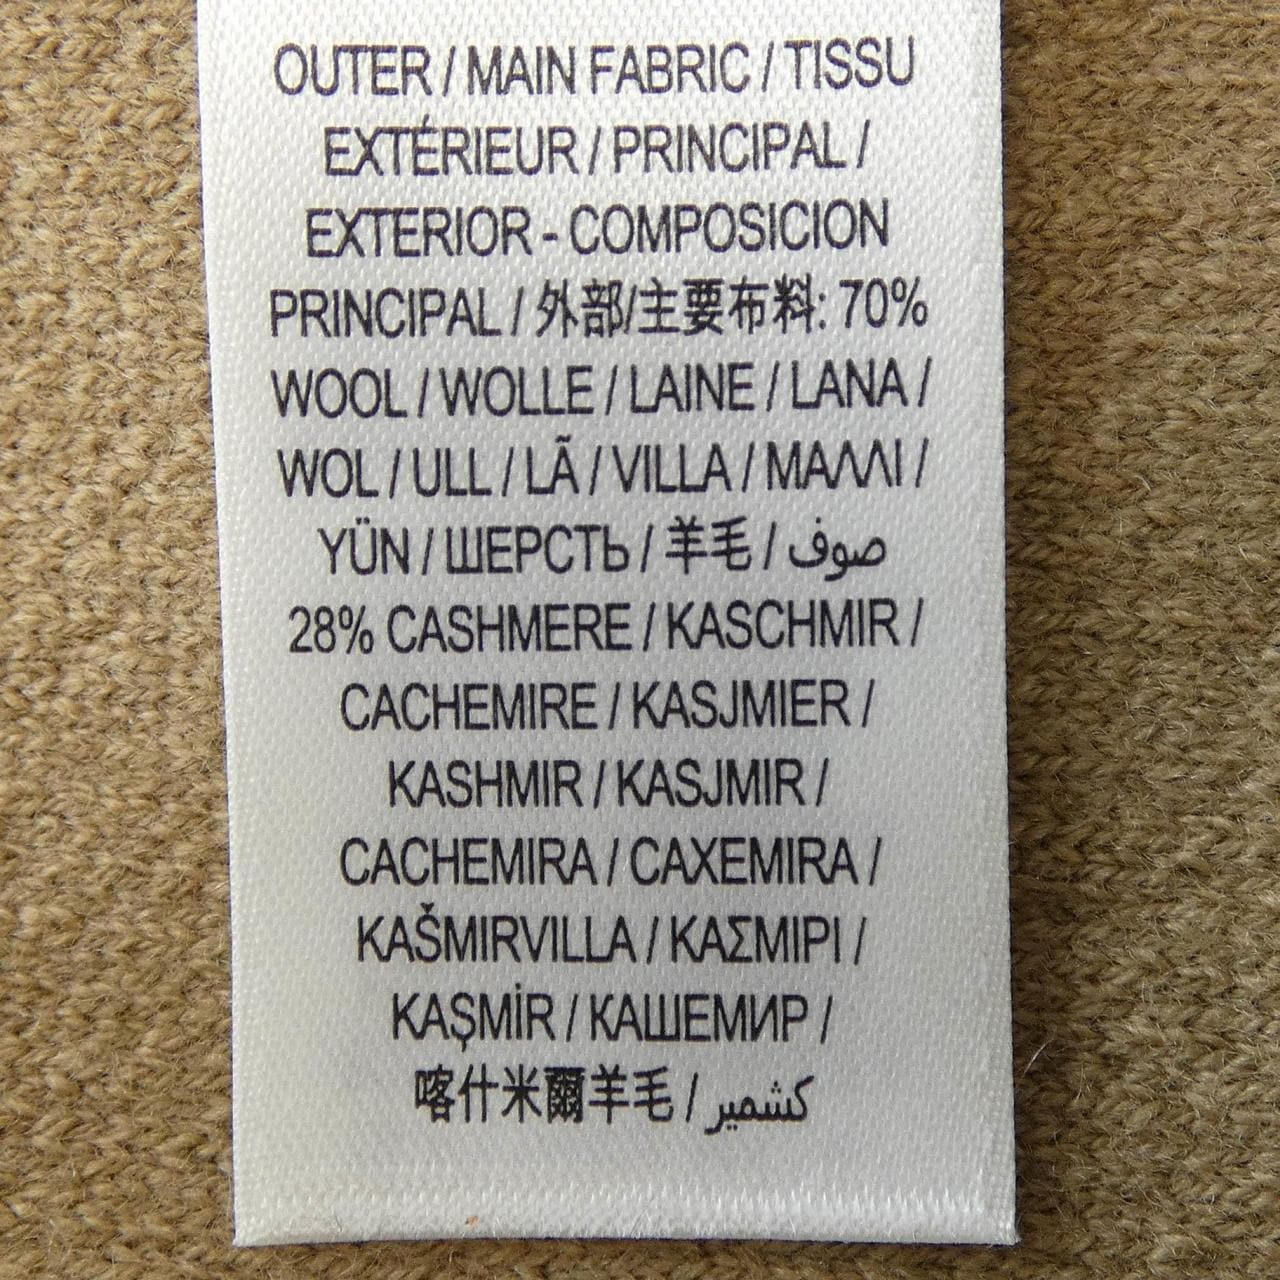 OUTER / MAIN FABRIC / TISSU
EXTÉRIEUR / PRINCIPAL /
EXTERIOR - COMPOSICION
PRINCIPAL / 外部/主要布料: 70%
WOOL / WOLLE / LAINE / LANA /
WOL / ULL / LÃ / VILLA / ΜΑΛΛΙ /
YÜN / ШЕРСТЬ / 羊毛 / صوف
28% CASHMERE / KASCHMIR /
CACHEMIRE / KASJMIER /
KASHMIR / KASJMIR /
CACHEMIRA / CAXEMIRA /
KAŠMIRVILLA / ΚΑΣΜΙΡΙ /
KAŞMİR / КАШЕМИР /
喀什米爾羊毛 / كشمير